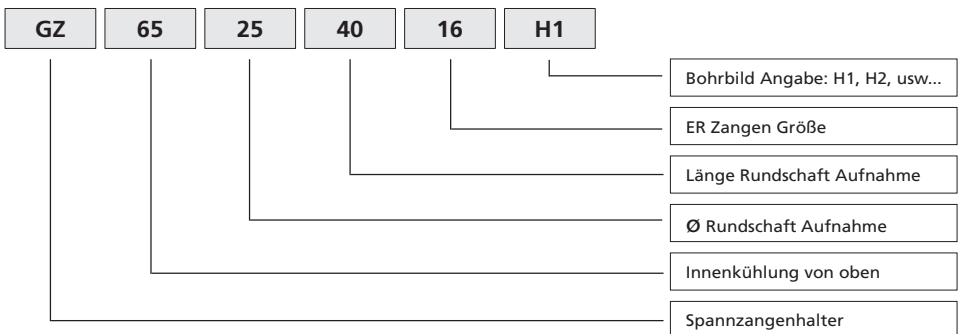 GZ 65 25 40 16 H1
Bohrbild Angabe: H1, H2, usw...
ER Zangen Größe
Länge Rundschaft Aufnahme
Ø Rundschaft Aufnahme
Innenkühlung von oben
Spannzangenhalter